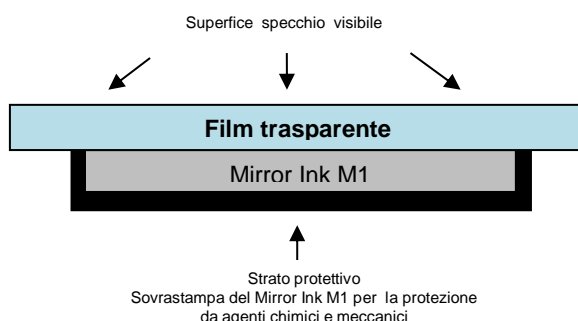 Superfice specchio visibile
Film trasparente
Mirror Ink M1
Strato protettivo
Sovrastampa del Mirror Ink M1 per la protezione
da agenti chimici e meccanici